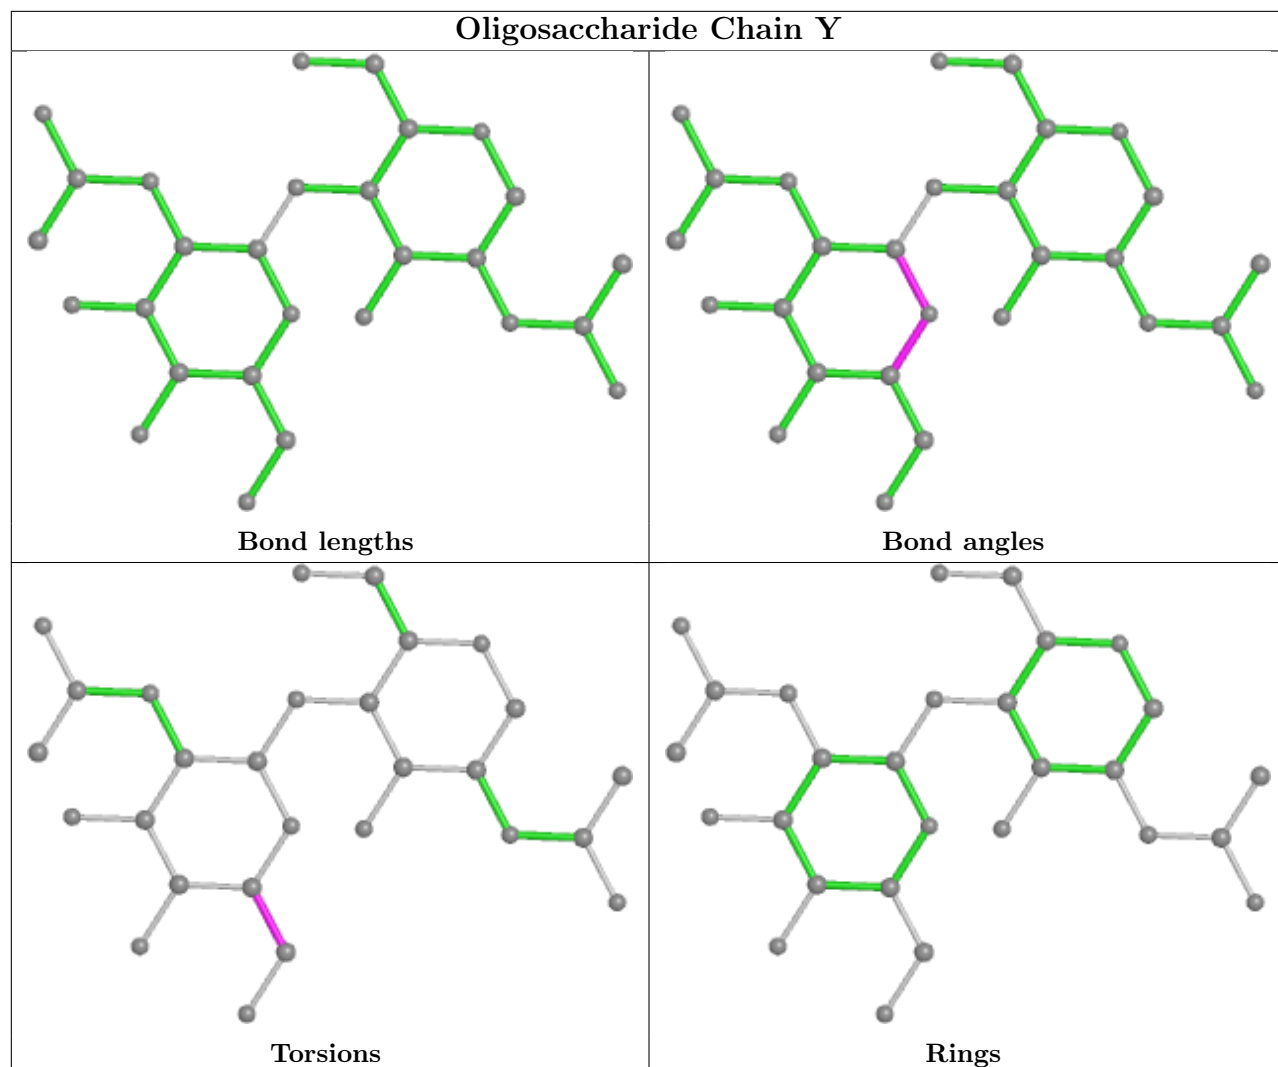 Oligosaccharide Chain Y
Bond lengths
Bond angles
Torsions
Rings